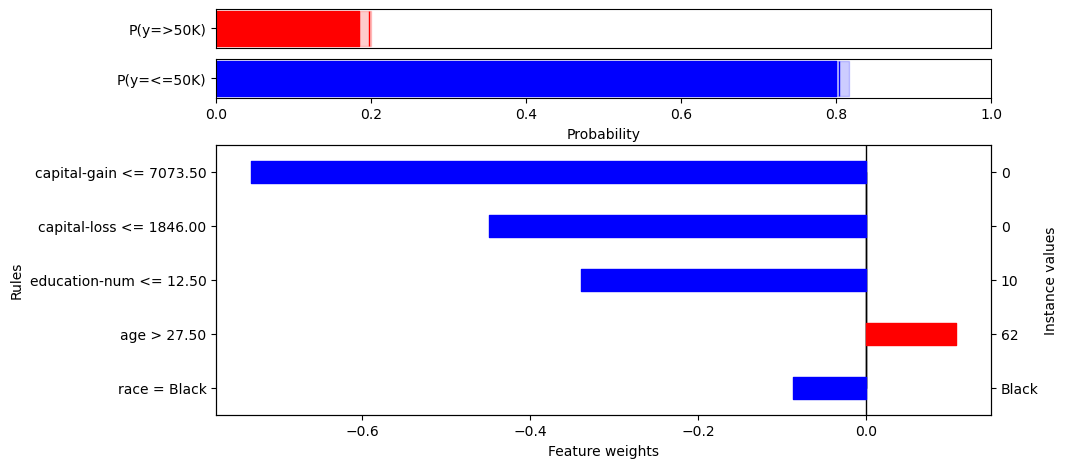 P(y=>50K)
P(y=<=50K)
0.0 0.2 0.4 0.6 0.8 1.0
Probability
capital-gain <= 7073.50 0
capital-loss <= 1846.00 0
education-num <= 12.50 10
age > 27.50 62
race = Black Black
Rules
Instance values
−0.6 −0.4 −0.2 0.0
Feature weights